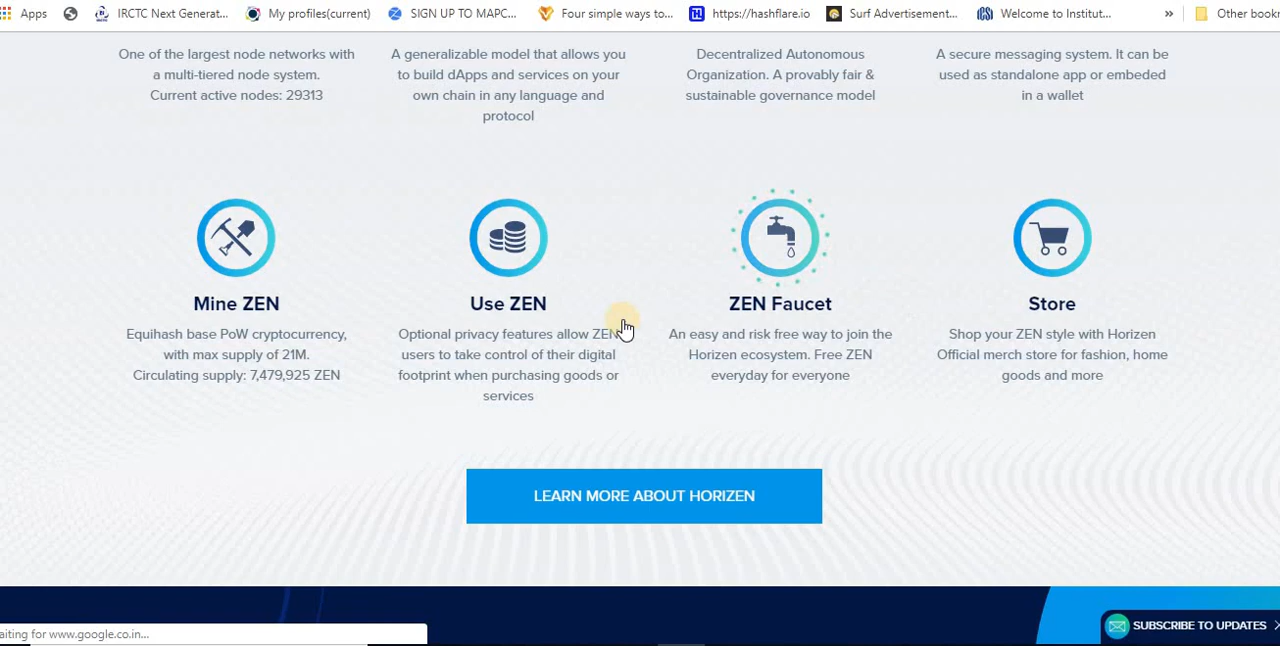 Apps
IRCTC Next Generat...
My profiles(current)
SIGN UP TO MAPC...
Four simple ways to...
https://hashflare.io
Surf Advertisement...
Welcome to Institut...
»
Other bookr
One of the largest node networks with
a multi-tiered node system.
Current active nodes: 29313
A generalizable model that allows you
to build dApps and services on your
own chain in any language and
protocol
Decentralized Autonomous
Organization. A provably fair &
sustainable governance model
A secure messaging system. It can be
used as standalone app or embeded
in a wallet
Mine ZEN
Equihash base PoW cryptocurrency,
with max supply of 21M.
Circulating supply: 7,479,925 ZEN
Use ZEN
Optional privacy features allow ZEN
users to take control of their digital
footprint when purchasing goods or
services
ZEN Faucet
An easy and risk free way to join the
Horizen ecosystem. Free ZEN
everyday for everyone
Store
Shop your ZEN style with Horizen
Official merch store for fashion, home
goods and more
LEARN MORE ABOUT HORIZEN
aiting for www.google.co.in...
SUBSCRIBE TO UPDATES